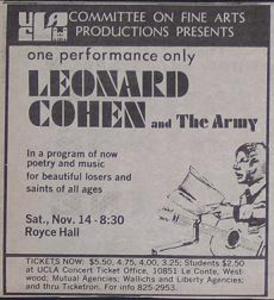 UCLA COMMITTEE ON FINE ARTS
PRODUCTIONS PRESENTS
one performance only
LEONARD
COHEN and The Army
In a program of now
poetry and music
for beautiful losers and
saints of all ages
Sat., Nov. 14 - 8:30
Royce Hall
TICKETS NOW: $5.50, 4.75, 4.00, 3.25; Students $2.50
at UCLA Concert Ticket Office, 10851 Le Conte, West-
wood; Mutual Agencies; Wallichs and Liberty Agencies;
and thru Ticketron. For info 825-2953.